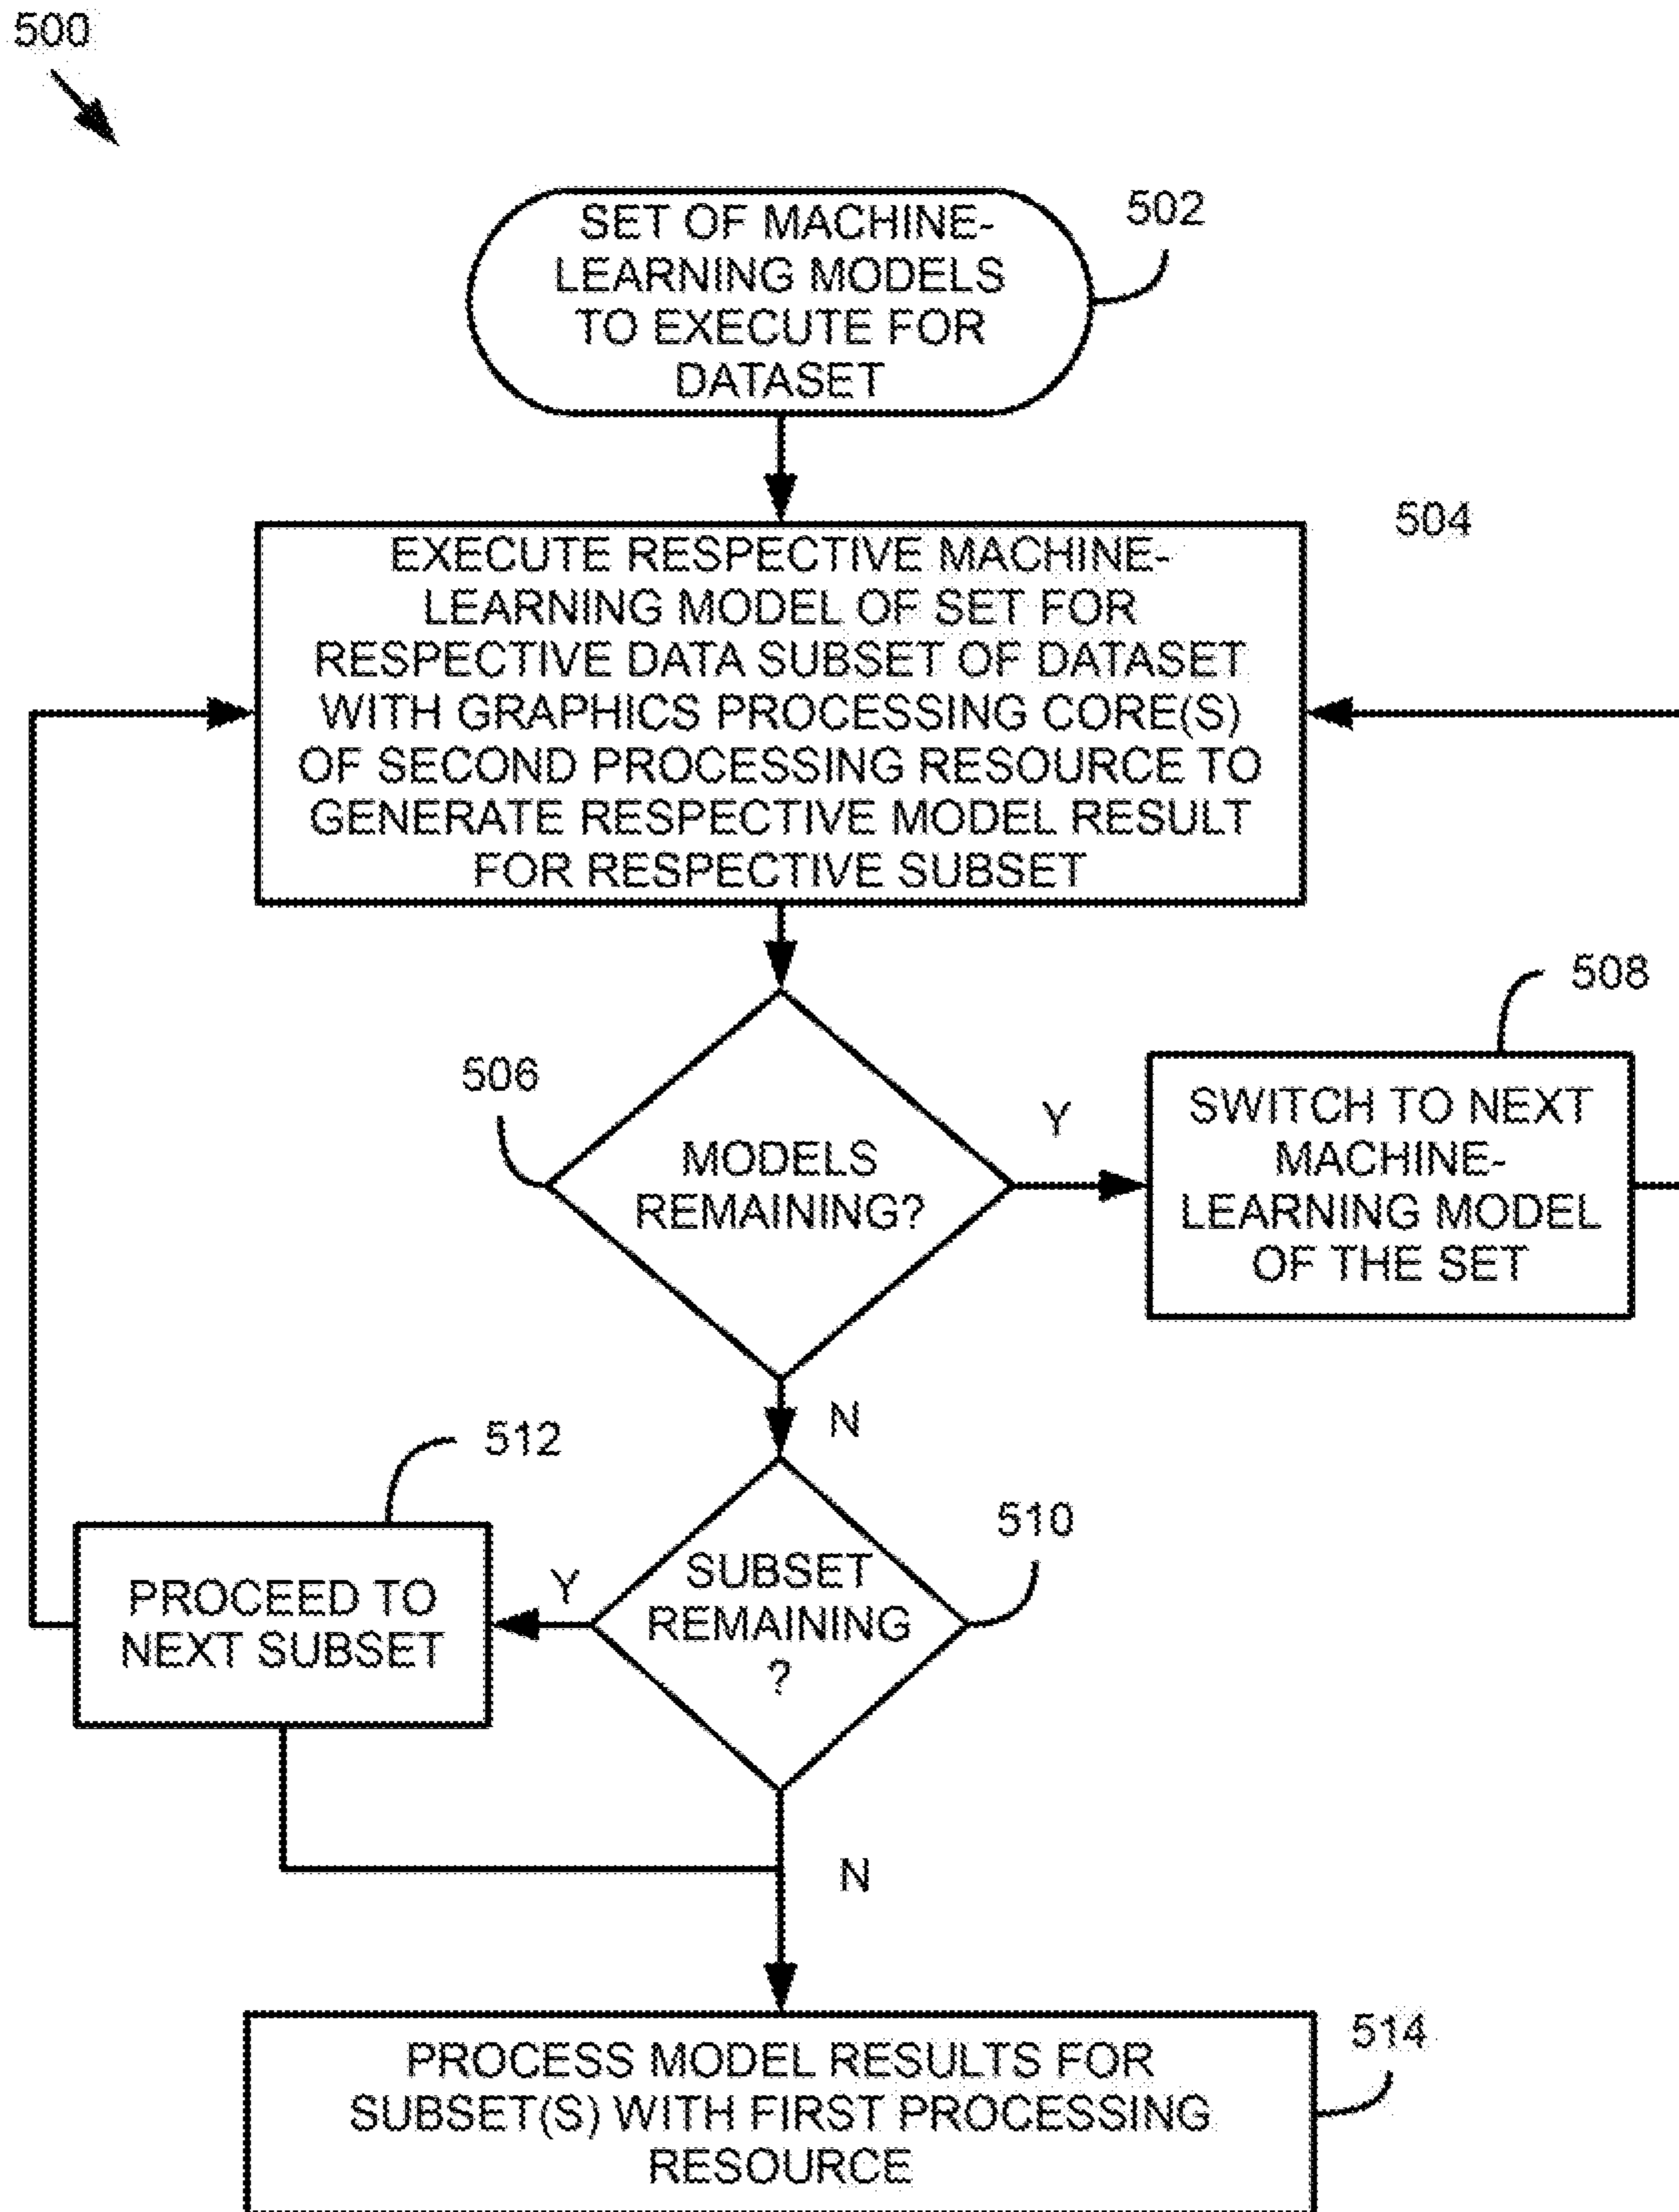 500
SET OF MACHINE-
LEARNING MODELS
TO EXECUTE FOR
DATASET
502
EXECUTE RESPECTIVE MACHINE-
LEARNING MODEL OF SET FOR
RESPECTIVE DATA SUBSET OF DATASET
WITH GRAPHICS PROCESSING CORE(S)
OF SECOND PROCESSING RESOURCE TO
GENERATE RESPECTIVE MODEL RESULT
FOR RESPECTIVE SUBSET
504
506
MODELS
REMAINING?
Y
508
SWITCH TO NEXT
MACHINE-
LEARNING MODEL
OF THE SET
N
512
PROCEED TO
NEXT SUBSET
Y
SUBSET
REMAINING
?
510
N
PROCESS MODEL RESULTS FOR
SUBSET(S) WITH FIRST PROCESSING
RESOURCE
514